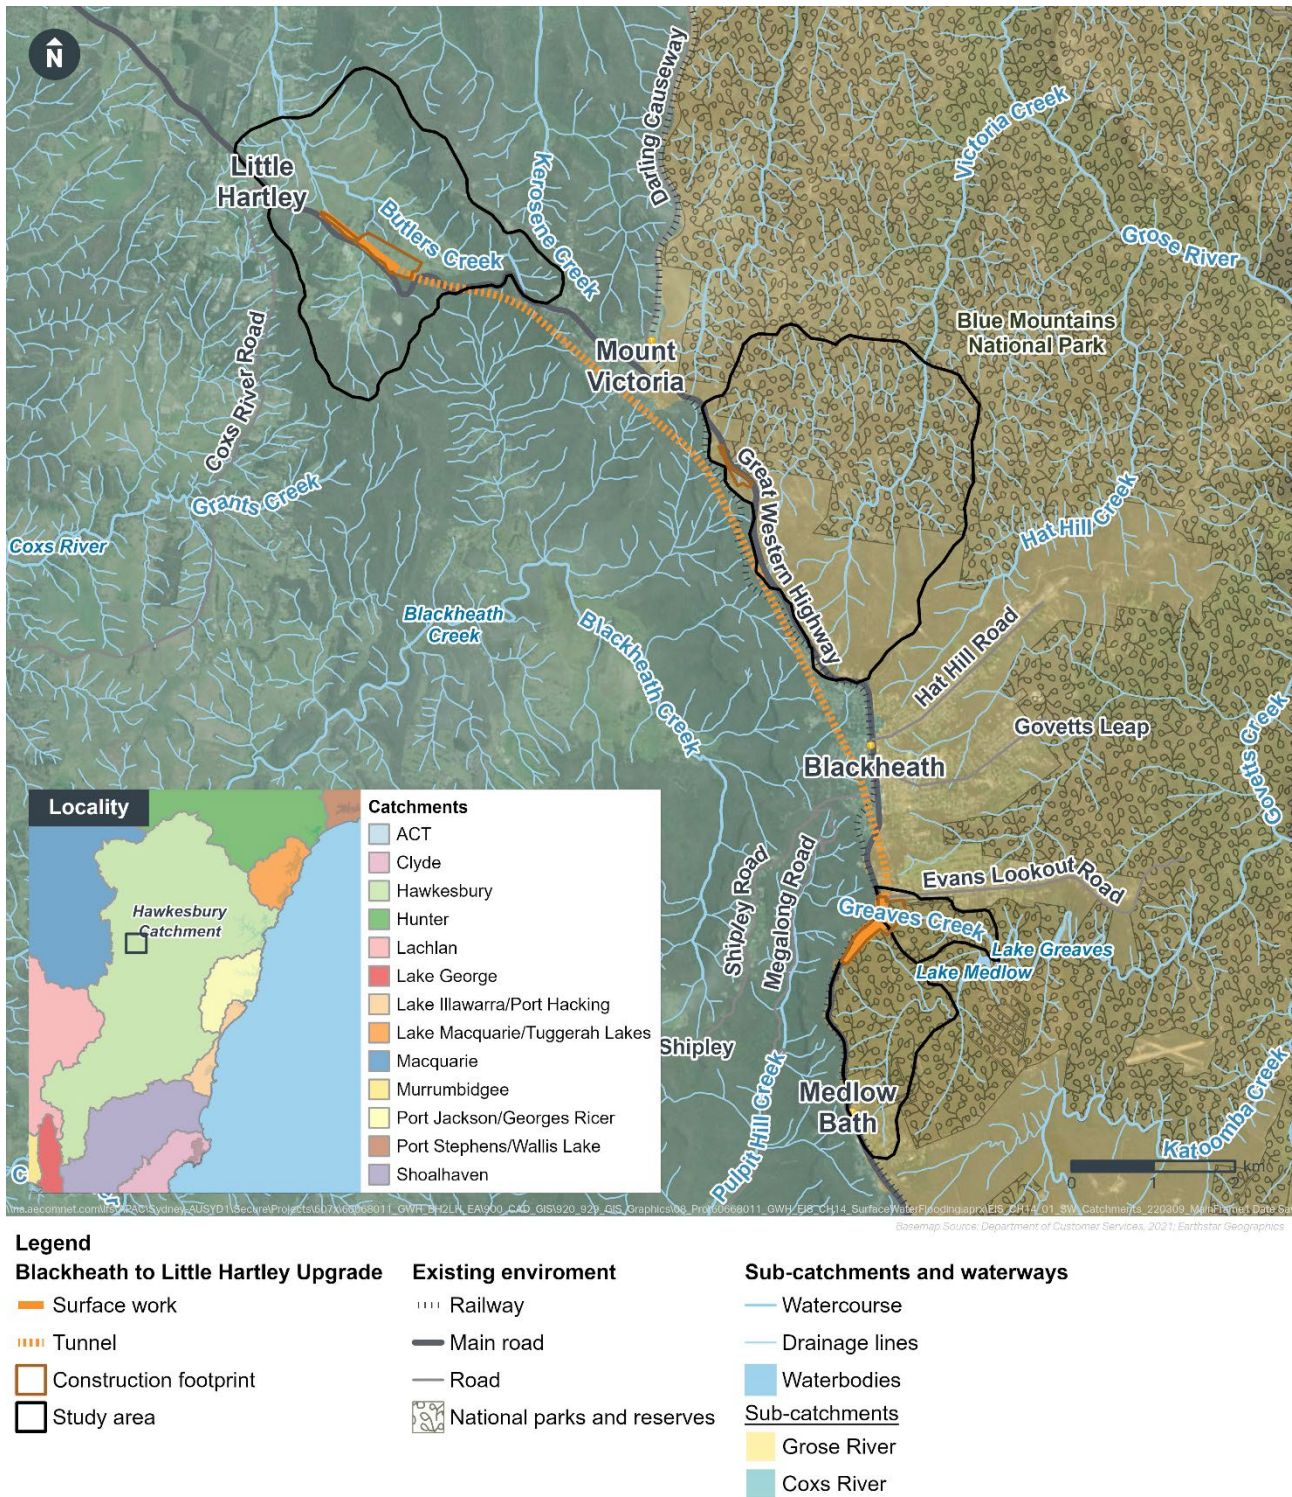 N
Darling Causeway
Victoria Creek
Kerosene Creek
Little
Hartley
Butlers Creek
Grose River
Blue Mountains
National Park
Mount
Victoria
Coxs River Road
Great Western Highway
Grants Creek
Hat Hill Creek
Coxs River
Blackheath
Creek
Blackheath Creek
Hat Hill Road
Govetts Leap
Govetts Creek
Blackheath
Evans Lookout Road
Shipley Road
Megalong Road
Greaves Creek
Lake Greaves
Lake Medlow
Shipley
Medlow
Bath
Pulpit Hill Creek
Katoomba Creek
0 1 2 km
Locality
Hawkesbury
Catchment
C
Catchments
ACT
Clyde
Hawkesbury
Hunter
Lachlan
Lake George
Lake Illawarra/Port Hacking
Lake Macquarie/Tuggerah Lakes
Macquarie
Murrumbidgee
Port Jackson/Georges Ricer
Port Stephens/Wallis Lake
Shoalhaven
Basemap Source: Department of Customer Services, 2021; Earthstar Geographics
Legend
Blackheath to Little Hartley Upgrade
Surface work
Tunnel
Construction footprint
Study area
Existing enviroment
Railway
Main road
Road
National parks and reserves
Sub-catchments and waterways
Watercourse
Drainage lines
Waterbodies
Sub-catchments
Grose River
Coxs River